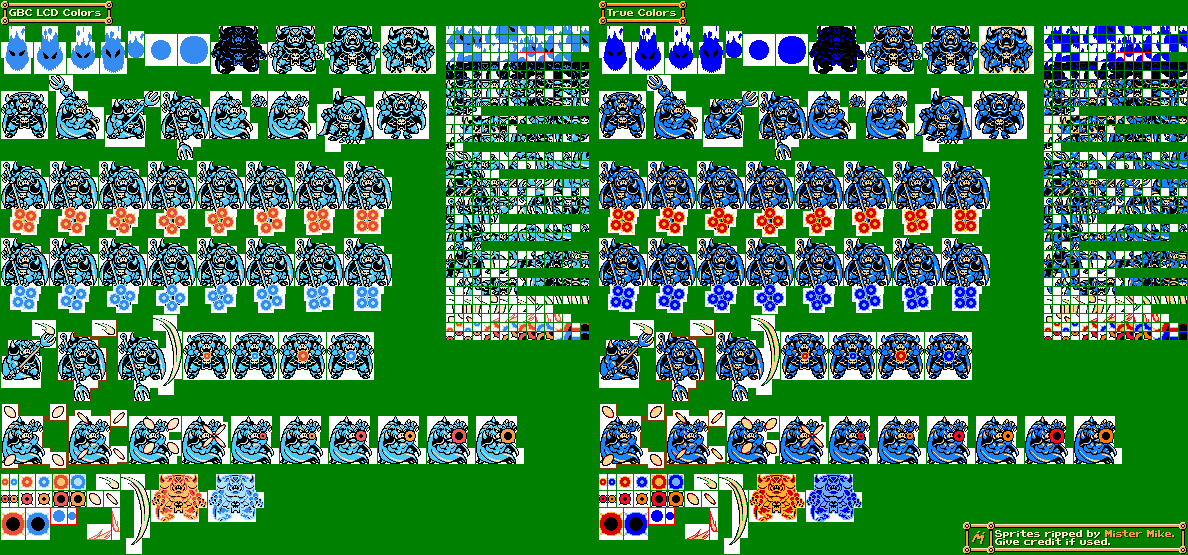 GBC LCD Colors
True Colors
Sprites ripped by Mister Mike.
Give credit if used.